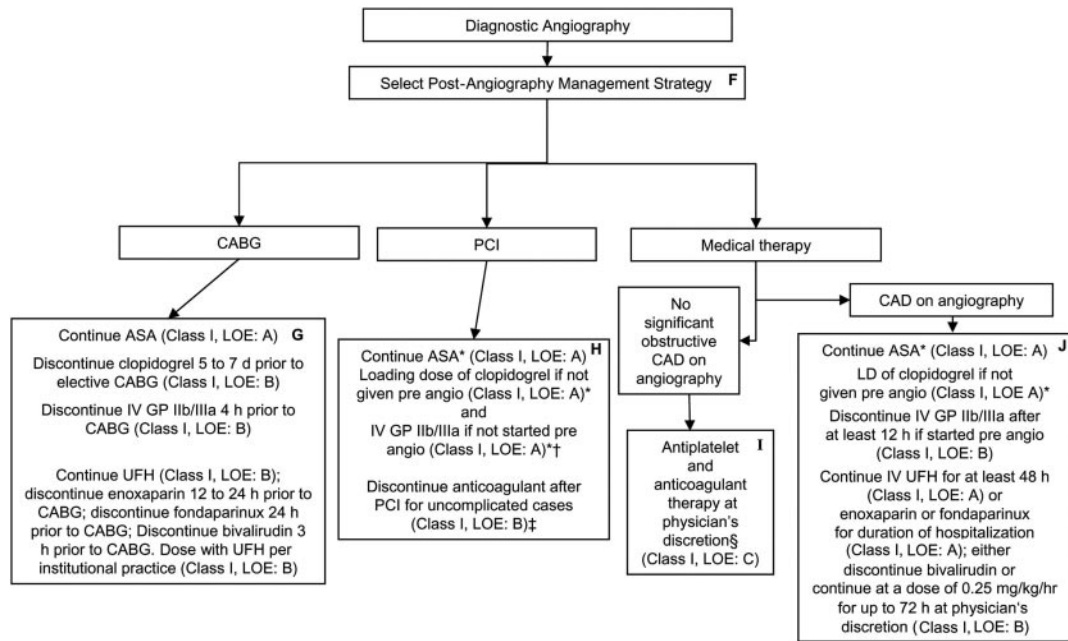 Diagnostic Angiography
Select Post-Angiography Management Strategy
F
CABG
PCI
Medical therapy
No
significant
obstructive
CAD on
angiography
CAD on angiography
G
Continue ASA (Class I, LOE: A)
Discontinue clopidogrel 5 to 7 d prior to
elective CABG (Class I, LOE: B)
Discontinue IV GP IIb/IIIa 4 h prior to
CABG (Class I, LOE: B)
Continue UFH (Class I, LOE: B);
discontinue enoxaparin 12 to 24 h prior to
CABG; discontinue fondaparinux 24 h
prior to CABG; Discontinue bivalirudin 3
h prior to CABG. Dose with UFH per
institutional practice (Class I, LOE: B)
H
Continue ASA* (Class I, LOE: A)
Loading dose of clopidogrel if not
given pre angio (Class I, LOE: A)*
and
IV GP IIb/IIIa if not started pre
angio (Class I, LOE: A)*†
Discontinue anticoagulant after
PCI for uncomplicated cases
(Class I, LOE: B)‡
I
Antiplatelet
and
anticoagulant
therapy at
physician's
discretion§
(Class I, LOE: C)
J
Continue ASA* (Class I, LOE: A)
LD of clopidogrel if not
given pre angio (Class I, LOE A)*
Discontinue IV GP IIb/IIIa after
at least 12 h if started pre angio
(Class I, LOE: B)
Continue IV UFH for at least 48 h
(Class I, LOE: A) or
enoxaparin or fondaparinux
for duration of hospitalization
(Class I, LOE: A); either
discontinue bivalirudin or
continue at a dose of 0.25 mg/kg/hr
for up to 72 h at physician's
discretion (Class I, LOE: B)